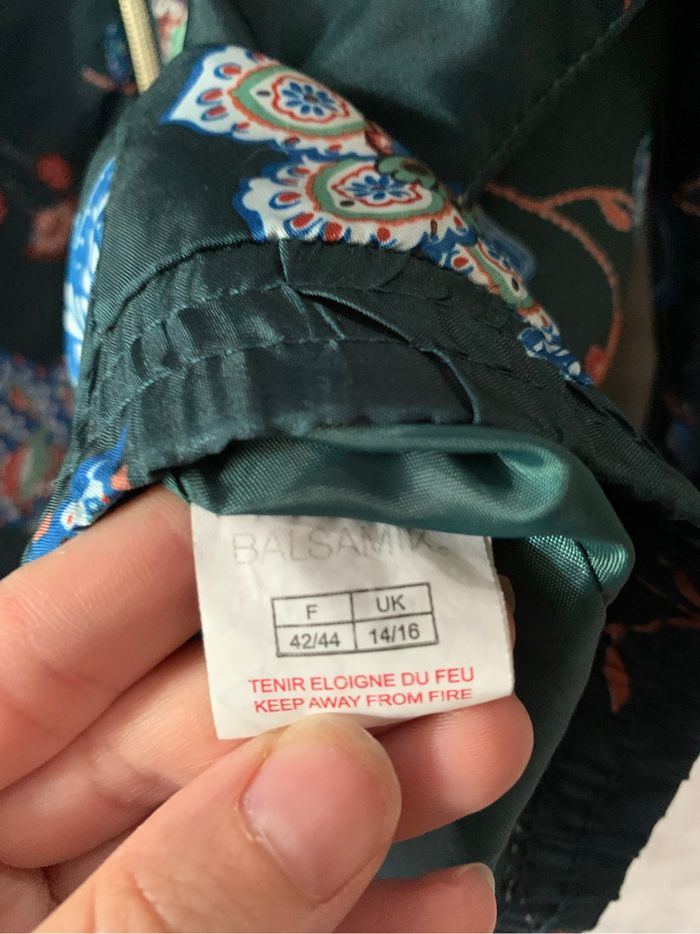 BALSAMIK®
F UK
42/44 14/16
TENIR ELOIGNE DU FEU
KEEP AWAY FROM FIRE